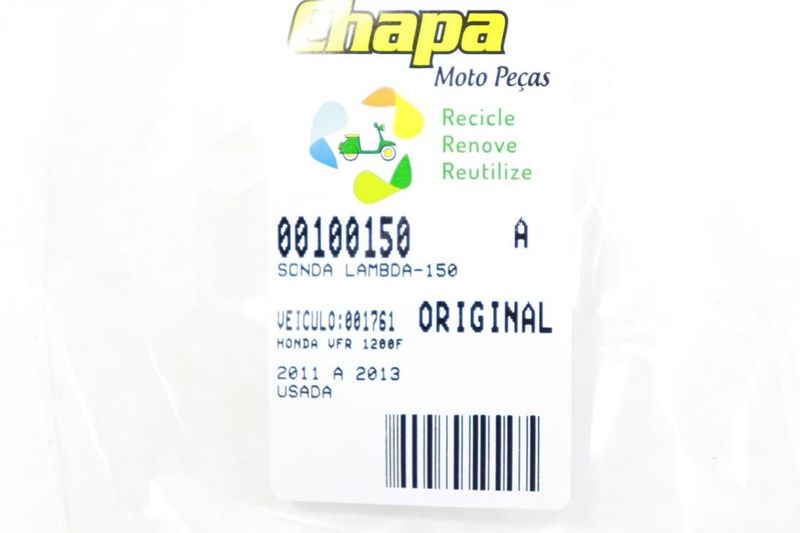 Chapa
Moto Peças
Recicle
Renove
Reutilize
00100150 A
SONDA LAMBDA-150
VEICULO:001761 ORIGINAL
HONDA VFR 1200F
2011 A 2013
USADA